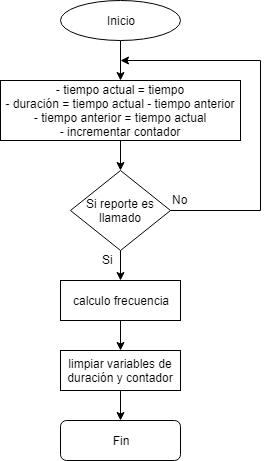 Inicio
- tiempo actual = tiempo
- duración = tiempo actual - tiempo anterior
- tiempo anterior = tiempo actual
- incrementar contador
Si reporte es
llamado
No
Si
calculo frecuencia
limpiar variables de
duración y contador
Fin